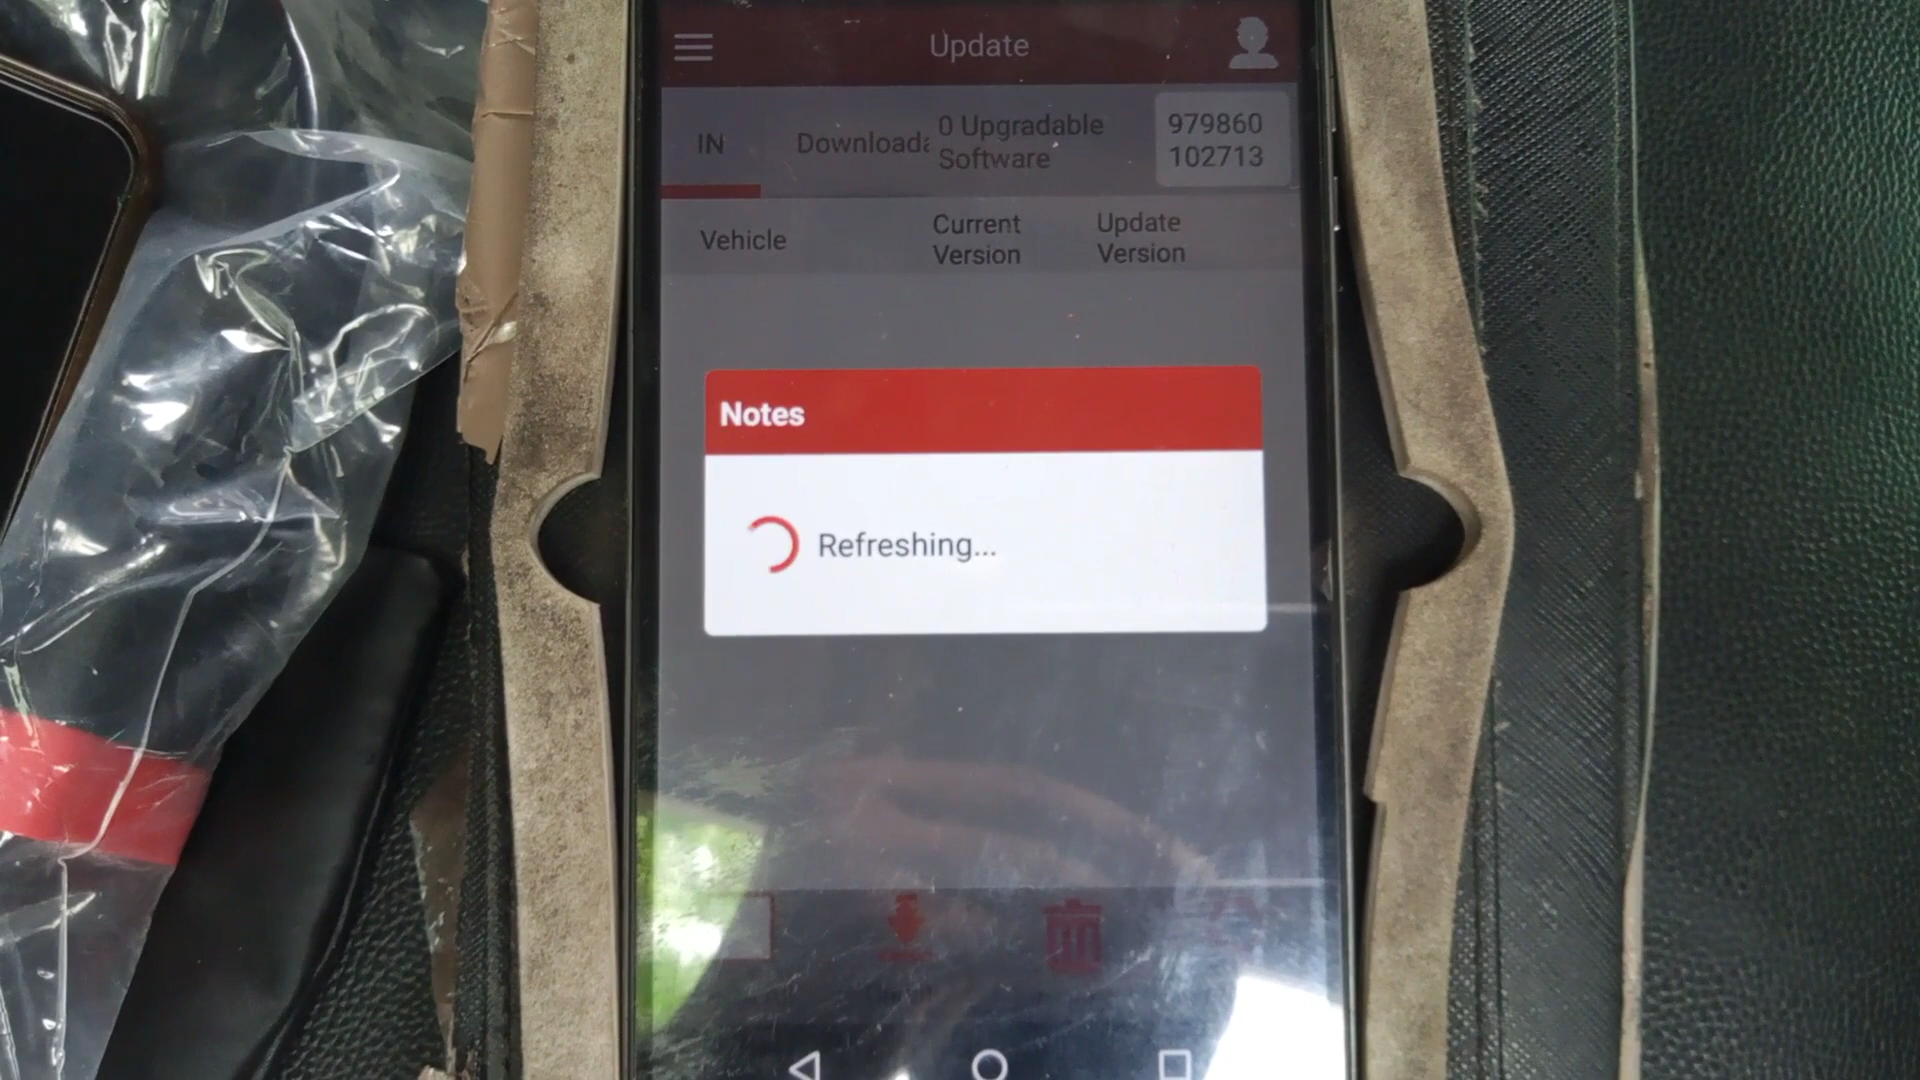 Update
IN
Downloada
0 Upgradable
Software
979860
102713
Vehicle
Current
Version
Update
Version
Notes
Refreshing...